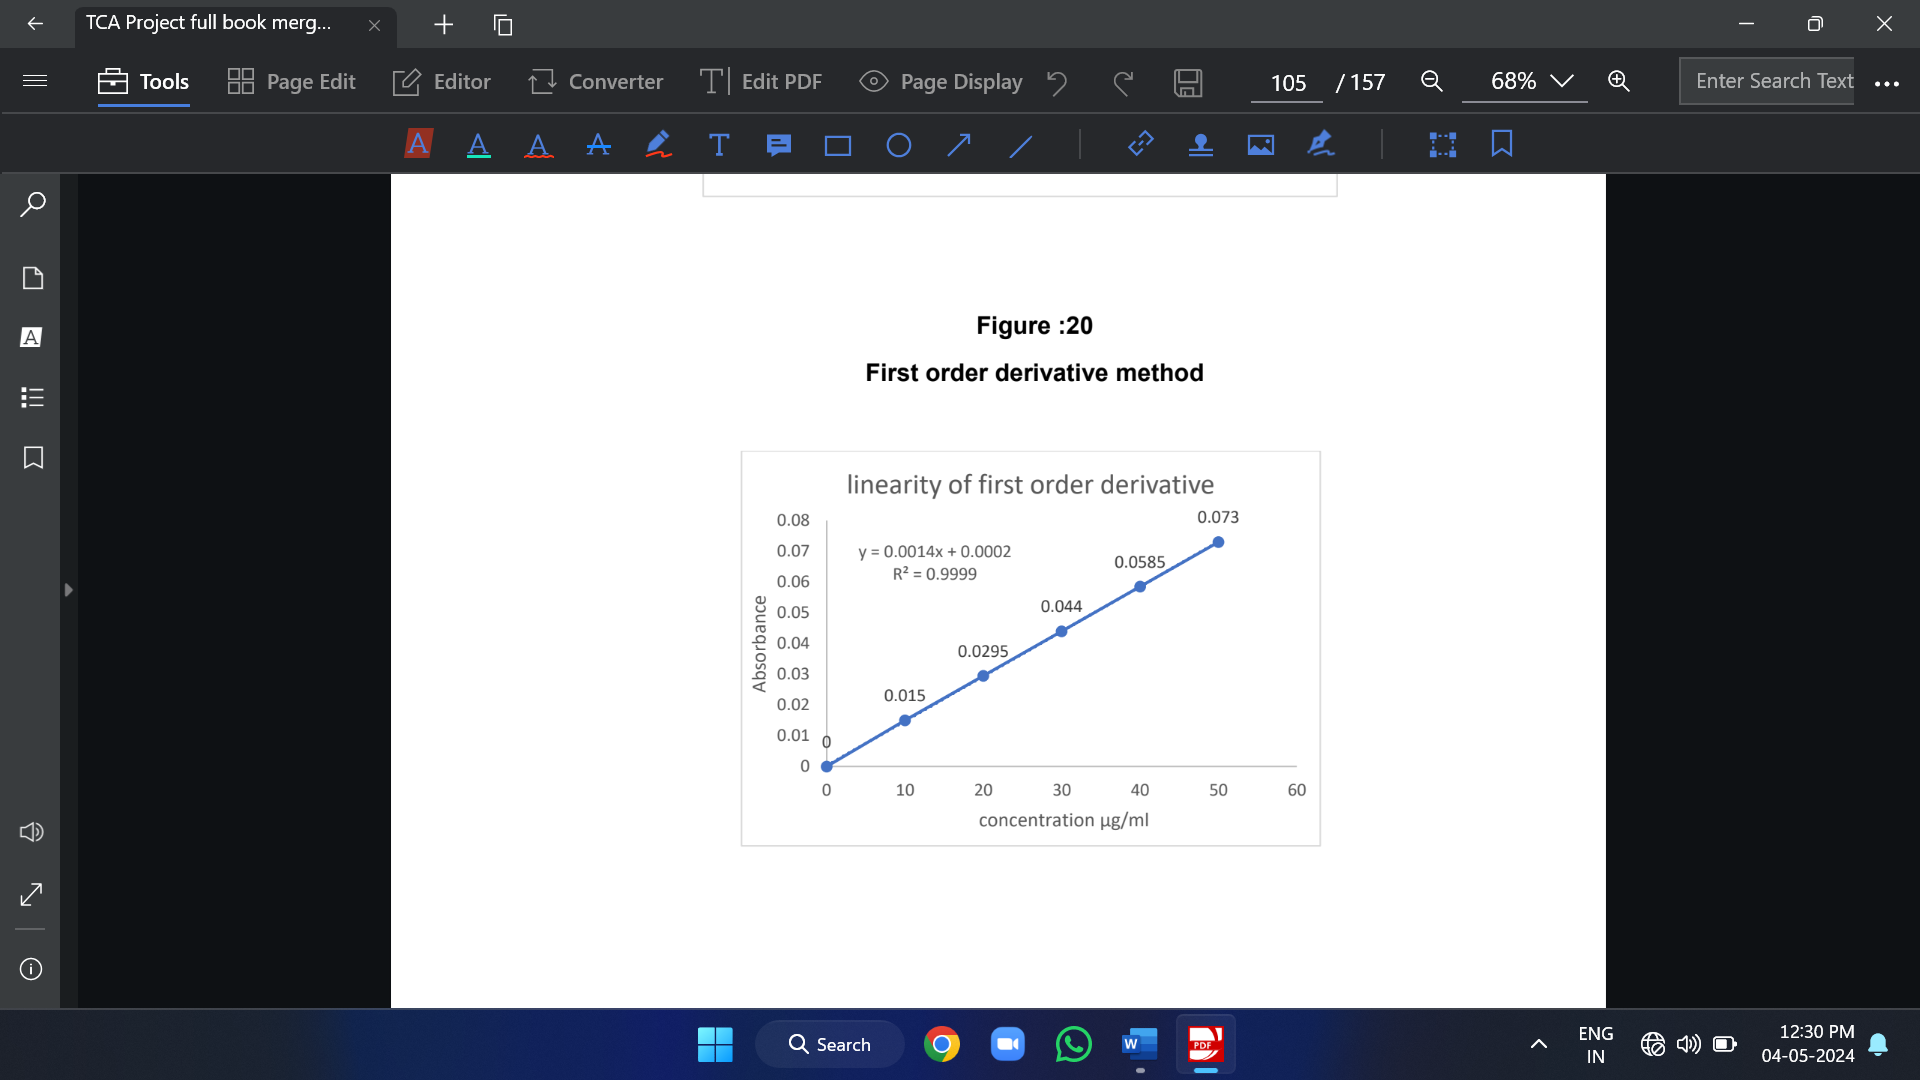 TCA Project full book merg...
Tools
Page Edit
Editor
Converter
Edit PDF
Page Display
105 / 157
68%
Enter Search Text
Figure :20
First order derivative method
linearity of first order derivative
y = 0.0014x + 0.0002
R² = 0.9999
Absorbance
0.08
0.07
0.06
0.05
0.04
0.03
0.02
0.01
0
0
0.015
0.0295
0.044
0.0585
0.073
0 10 20 30 40 50 60
concentration µg/ml
Search
W
PDF
ENG
IN
12:30 PM
04-05-2024